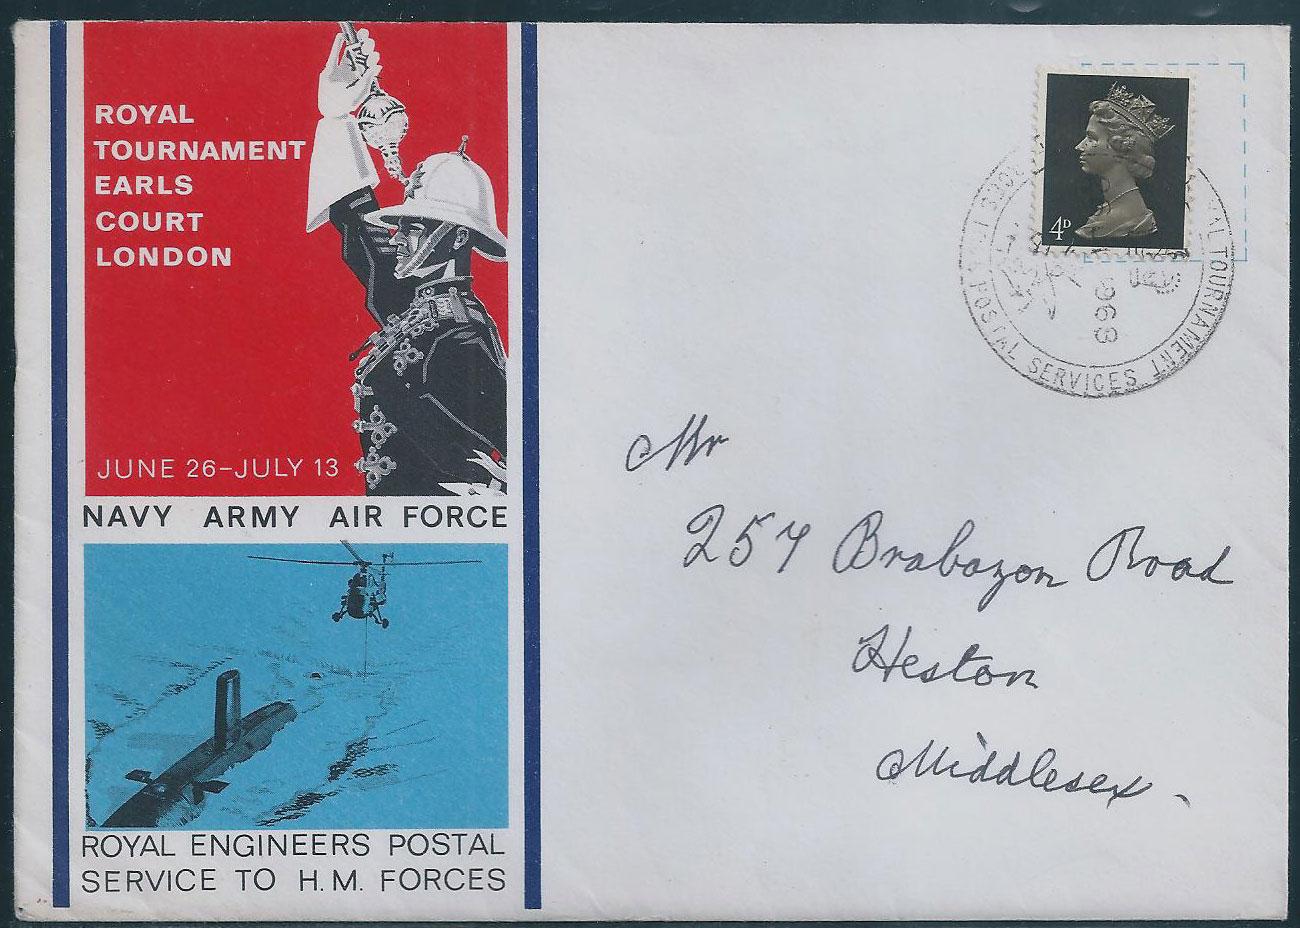 ROYAL
TOURNAMENT
EARLS
COURT
LONDON
JUNE 26-JULY 13
NAVY ARMY AIR FORCE
ROYAL ENGINEERS POSTAL
SERVICE TO H.M. FORCES
4D
TOURNAMENT
POSTAL SERVICES
1968
Mr
257 Brabazon Road
Heston
Middlesex